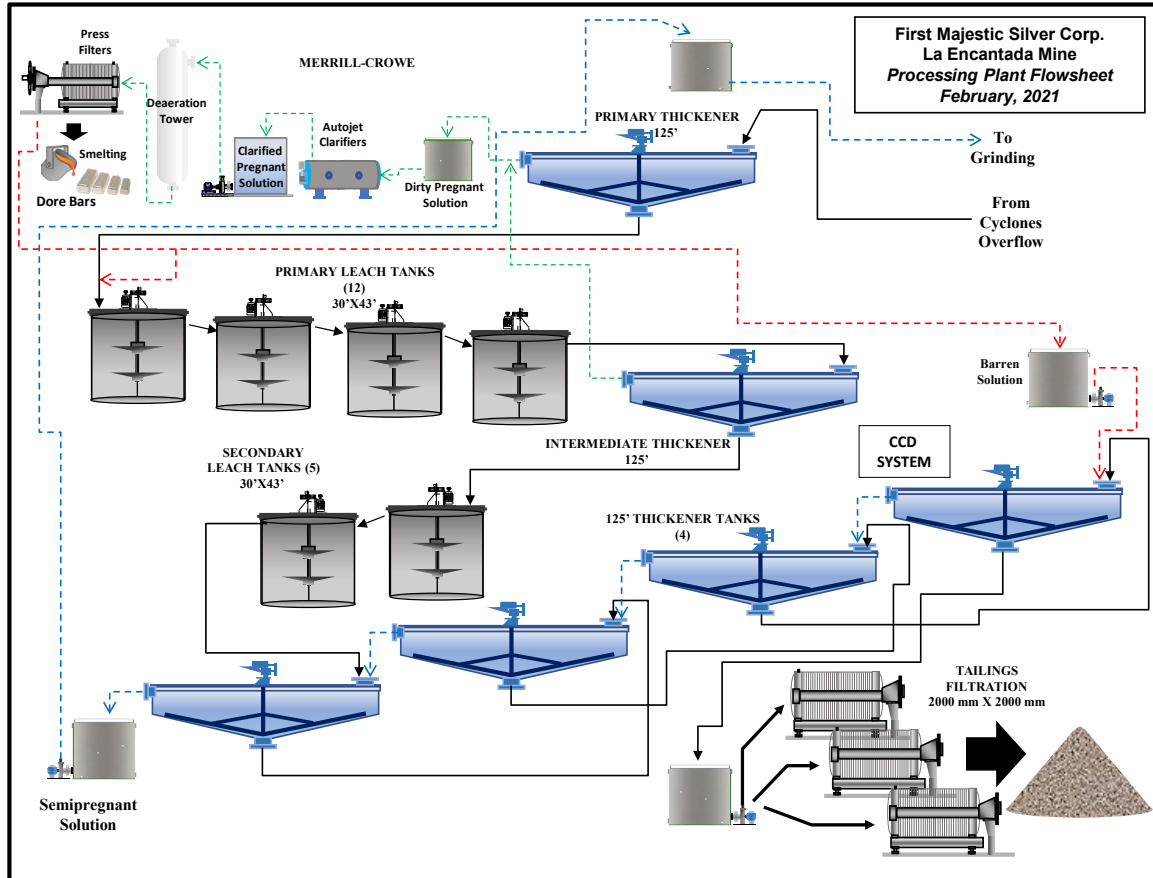 First Majestic Silver Corp.
La Encantada Mine
Processing Plant Flowsheet
February, 2021
Press
Filters
MERRILL-CROWE
Deaeration
Tower
Smelting
Dore Bars
Clarified
Pregnant
Solution
Autojet
Clarifiers
Dirty Pregnant
Solution
PRIMARY THICKENER
125'
To
Grinding
From
Cyclones
Overflow
PRIMARY LEACH TANKS
(12)
30'X43'
Barren
Solution
INTERMEDIATE THICKENER
125'
CCD
SYSTEM
SECONDARY
LEACH TANKS (5)
30'X43'
125' THICKENER TANKS
(4)
TAILINGS
FILTRATION
2000 mm X 2000 mm
Semipregnant
Solution